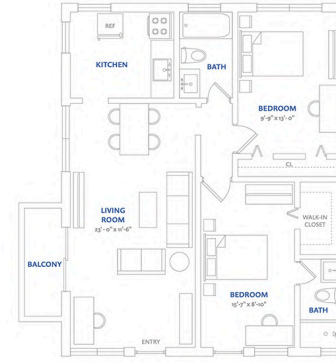 REF
KITCHEN
BATH
BEDROOM
9'-9" x 13'-0"
CL
LIVING
ROOM
23'-0" x 11'-6"
WALK-IN
CLOSET
BALCONY
BEDROOM
15'-7" x 8'-10"
BATH
ENTRY